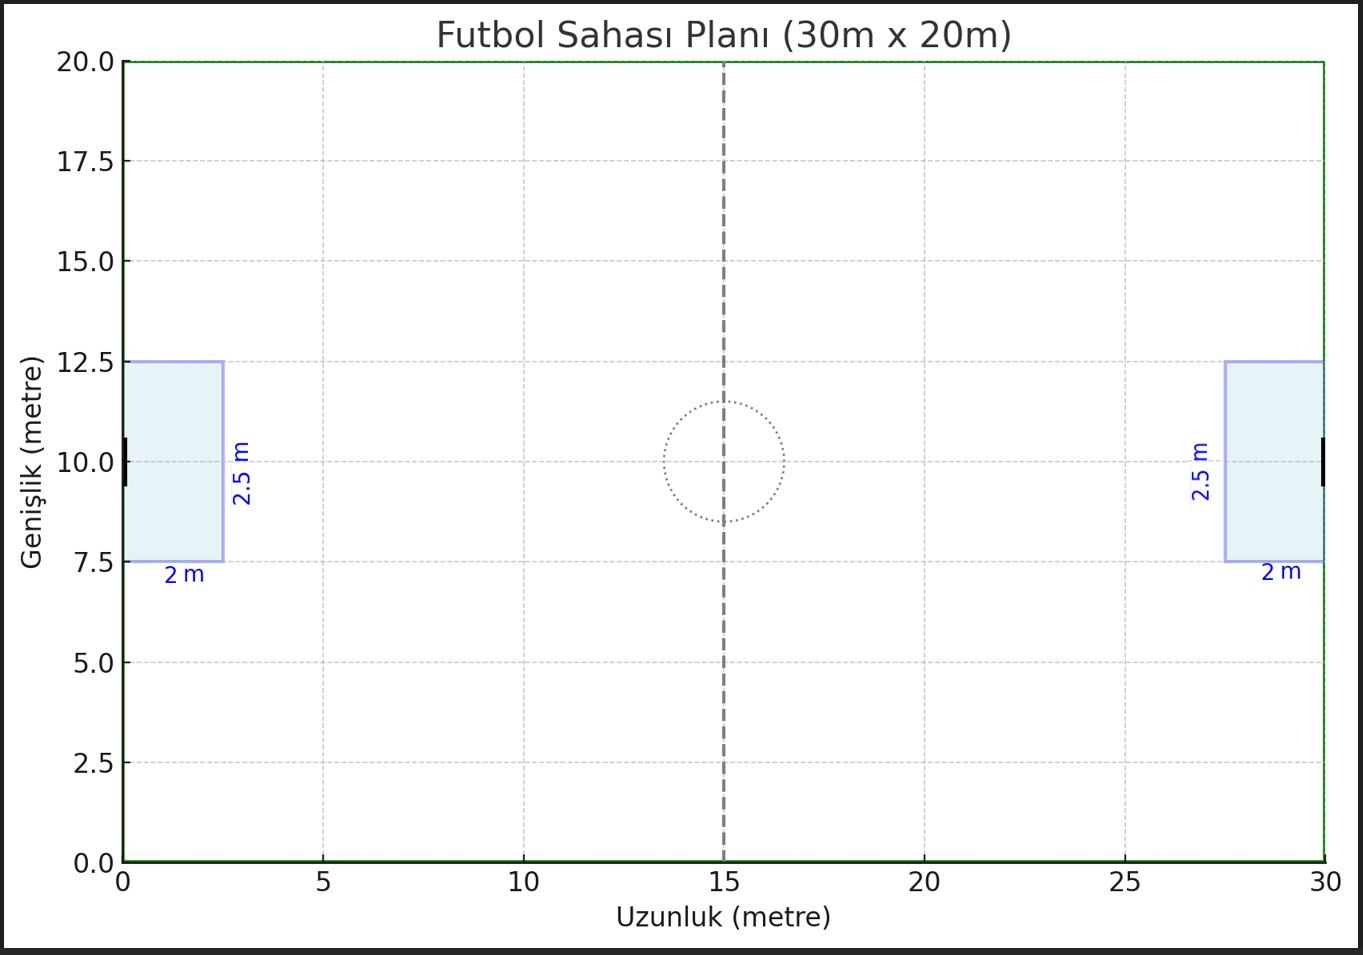 Futbol Sahası Planı (30m x 20m)
20.0
17.5
15.0
12.5
10.0
7.5
5.0
2.5
0.0
Genişlik (metre)
2.5 m
2 m
2.5 m
2 m
0 5 10 15 20 25 30
Uzunluk (metre)